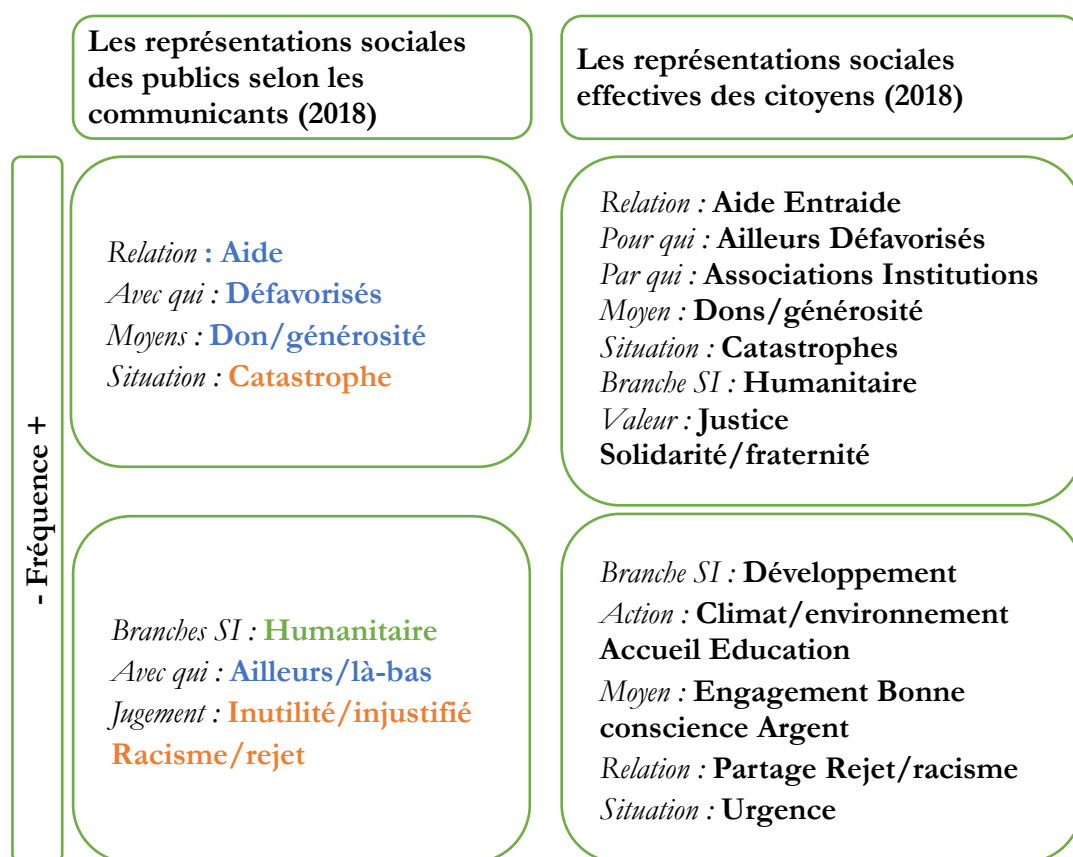 Les représentations sociales
des publics selon les
communicants (2018)
Les représentations sociales
effectives des citoyens (2018)
- Fréquence +
Relation : Aide
Avec qui : Défavorisés
Moyens : Don/générosité
Situation : Catastrophe
Relation : Aide Entraide
Pour qui : Ailleurs Défavorisés
Par qui : Associations Institutions
Moyen : Dons/générosité
Situation : Catastrophes
Branche SI : Humanitaire
Valeur : Justice
Solidarité/fraternité
Branches SI : Humanitaire
Avec qui : Ailleurs/là-bas
Jugement : Inutilité/injustifié
Racisme/rejet
Branche SI : Développement
Action : Climat/environnement
Accueil Education
Moyen : Engagement Bonne
conscience Argent
Relation : Partage Rejet/racisme
Situation : Urgence